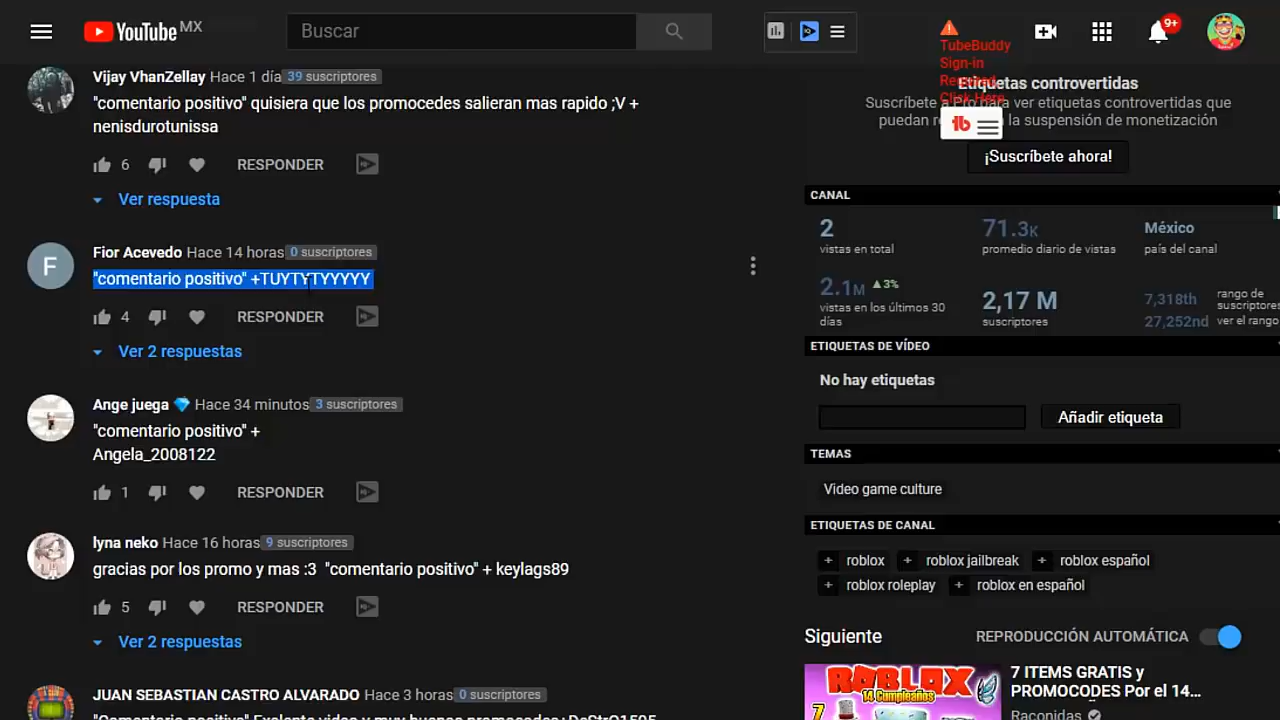 YouTube MX
Buscar
TubeBuddy
Sign-in
Click Here
9+
Vijay VhanZellay Hace 1 día 39 suscriptores
"comentario positivo" quisiera que los promocedes salieran mas rapido ;V +
nenisdurotunissa
6 RESPONDER
Ver respuesta
F
Fior Acevedo Hace 14 horas 0 suscriptores
"comentario positivo" +TUYTYTYYYYY
4 RESPONDER
Ver 2 respuestas
Ange juega 💎 Hace 34 minutos 3 suscriptores
"comentario positivo" +
Angela_2008122
1 RESPONDER
lyna neko Hace 16 horas 9 suscriptores
gracias por los promo y mas :3 "comentario positivo" + keylags89
5 RESPONDER
Ver 2 respuestas
JUAN SEBASTIAN CASTRO ALVARADO Hace 3 horas 0 suscriptores
Etiquetas controvertidas
Suscríbete a Pro para ver etiquetas controvertidas que
puedan la suspensión de monetización
tb
¡Suscríbete ahora!
CANAL
2
vistas en total
71.3K
promedio diario de vistas
México
país del canal
2.1M ▲3%
vistas en los últimos 30
días
2,17 M
suscriptores
7,318th rango de
suscriptores
27,252nd ver el rango
ETIQUETAS DE VÍDEO
No hay etiquetas
Añadir etiqueta
TEMAS
Video game culture
ETIQUETAS DE CANAL
+ roblox + roblox jailbreak + roblox español
+ roblox roleplay + roblox en español
Siguiente REPRODUCCIÓN AUTOMÁTICA
ROBLOX
14 Cumpleaños
7
7 ITEMS GRATIS y
PROMOCODES Por el 14...
Raconidas